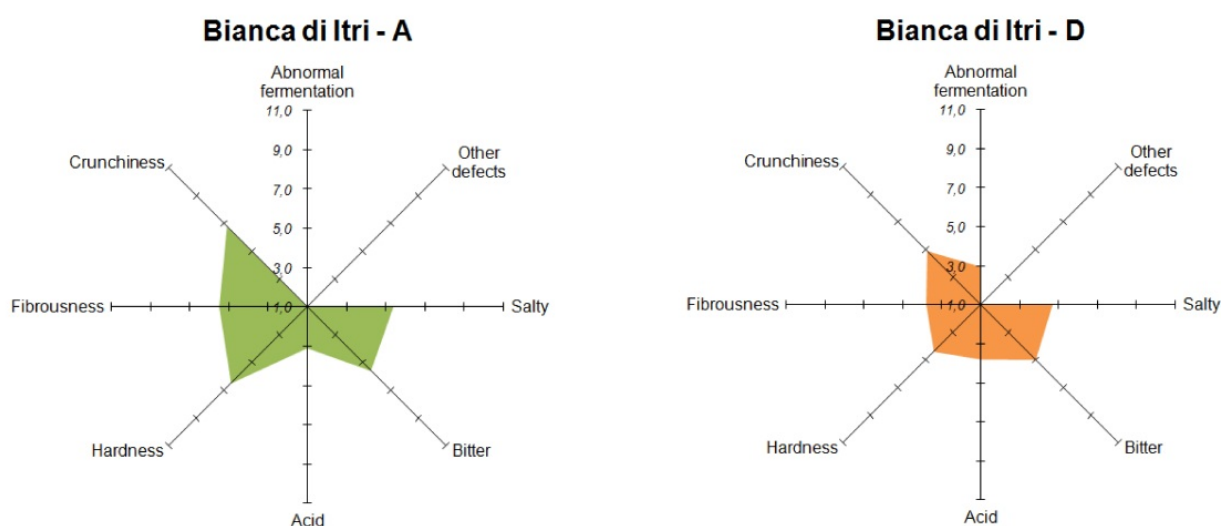 Bianca di Itri - A
Abnormal
fermentation
11,0
9,0
7,0
5,0
3,0
1,0
Other
defects
Salty
Bitter
Acid
Hardness
Fibrousness
Crunchiness
Bianca di Itri - D
Abnormal
fermentation
11,0
9,0
7,0
5,0
3,0
1,0
Other
defects
Salty
Bitter
Acid
Hardness
Fibrousness
Crunchiness